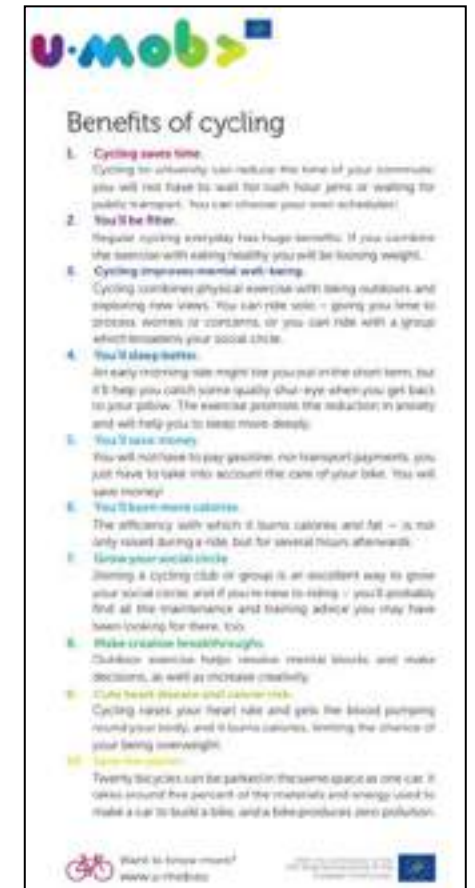 u-mob>
Benefits of cycling
1. Cycling saves time.
Cycling to university can reduce the time of your commute:
you will not have to wait for rush hour jams or waiting for
public transport. You can choose your own schedules!
2. You'll be fitter.
Regular cycling everyday has huge benefits. If you combine
the exercise with eating healthy you will be loosing weight.
3. Cycling improves mental well-being.
Cycling combines physical exercise with being outdoors and
exploring new views. You can ride solo – giving you time to
process worries or concerns, or you can ride with a group
which broadens your social circle.
4. You'll sleep better.
An early morning ride might tire you out in the short term, but
it'll help you catch some quality shut-eye when you get back
to your pillow. The exercise promotes the reduction in anxiety
and will help you to sleep more deeply.
5. You'll save money.
You will not have to pay gasoline, nor transport payments, you
just have to take into account the care of your bike. You will
save money!
6. You'll burn more calories.
The efficiency with which it burns calories and fat – is not
only raised during a ride, but for several hours afterwards.
7. Grow your social circle
Joining a cycling club or group is an excellent way to grow
your social circle, and if you're new to riding – you'll probably
find all the maintenance and training advice you may have
been looking for there, too.
8. Make creative breakthroughs.
Outdoor exercise helps resolve mental blocks and make
decisions, as well as increase creativity.
9. Cuts heart disease and cancer risk.
Cycling raises your heart rate and gets the blood pumping
round your body, and it burns calories, limiting the chance of
your being overweight.
10. Save the planet.
Twenty bicycles can be parked in the same space as one car. It
takes around five percent of the materials and energy used to
make a car to build a bike, and a bike produces zero pollution.
Want to know more?
www.u-mob.eu